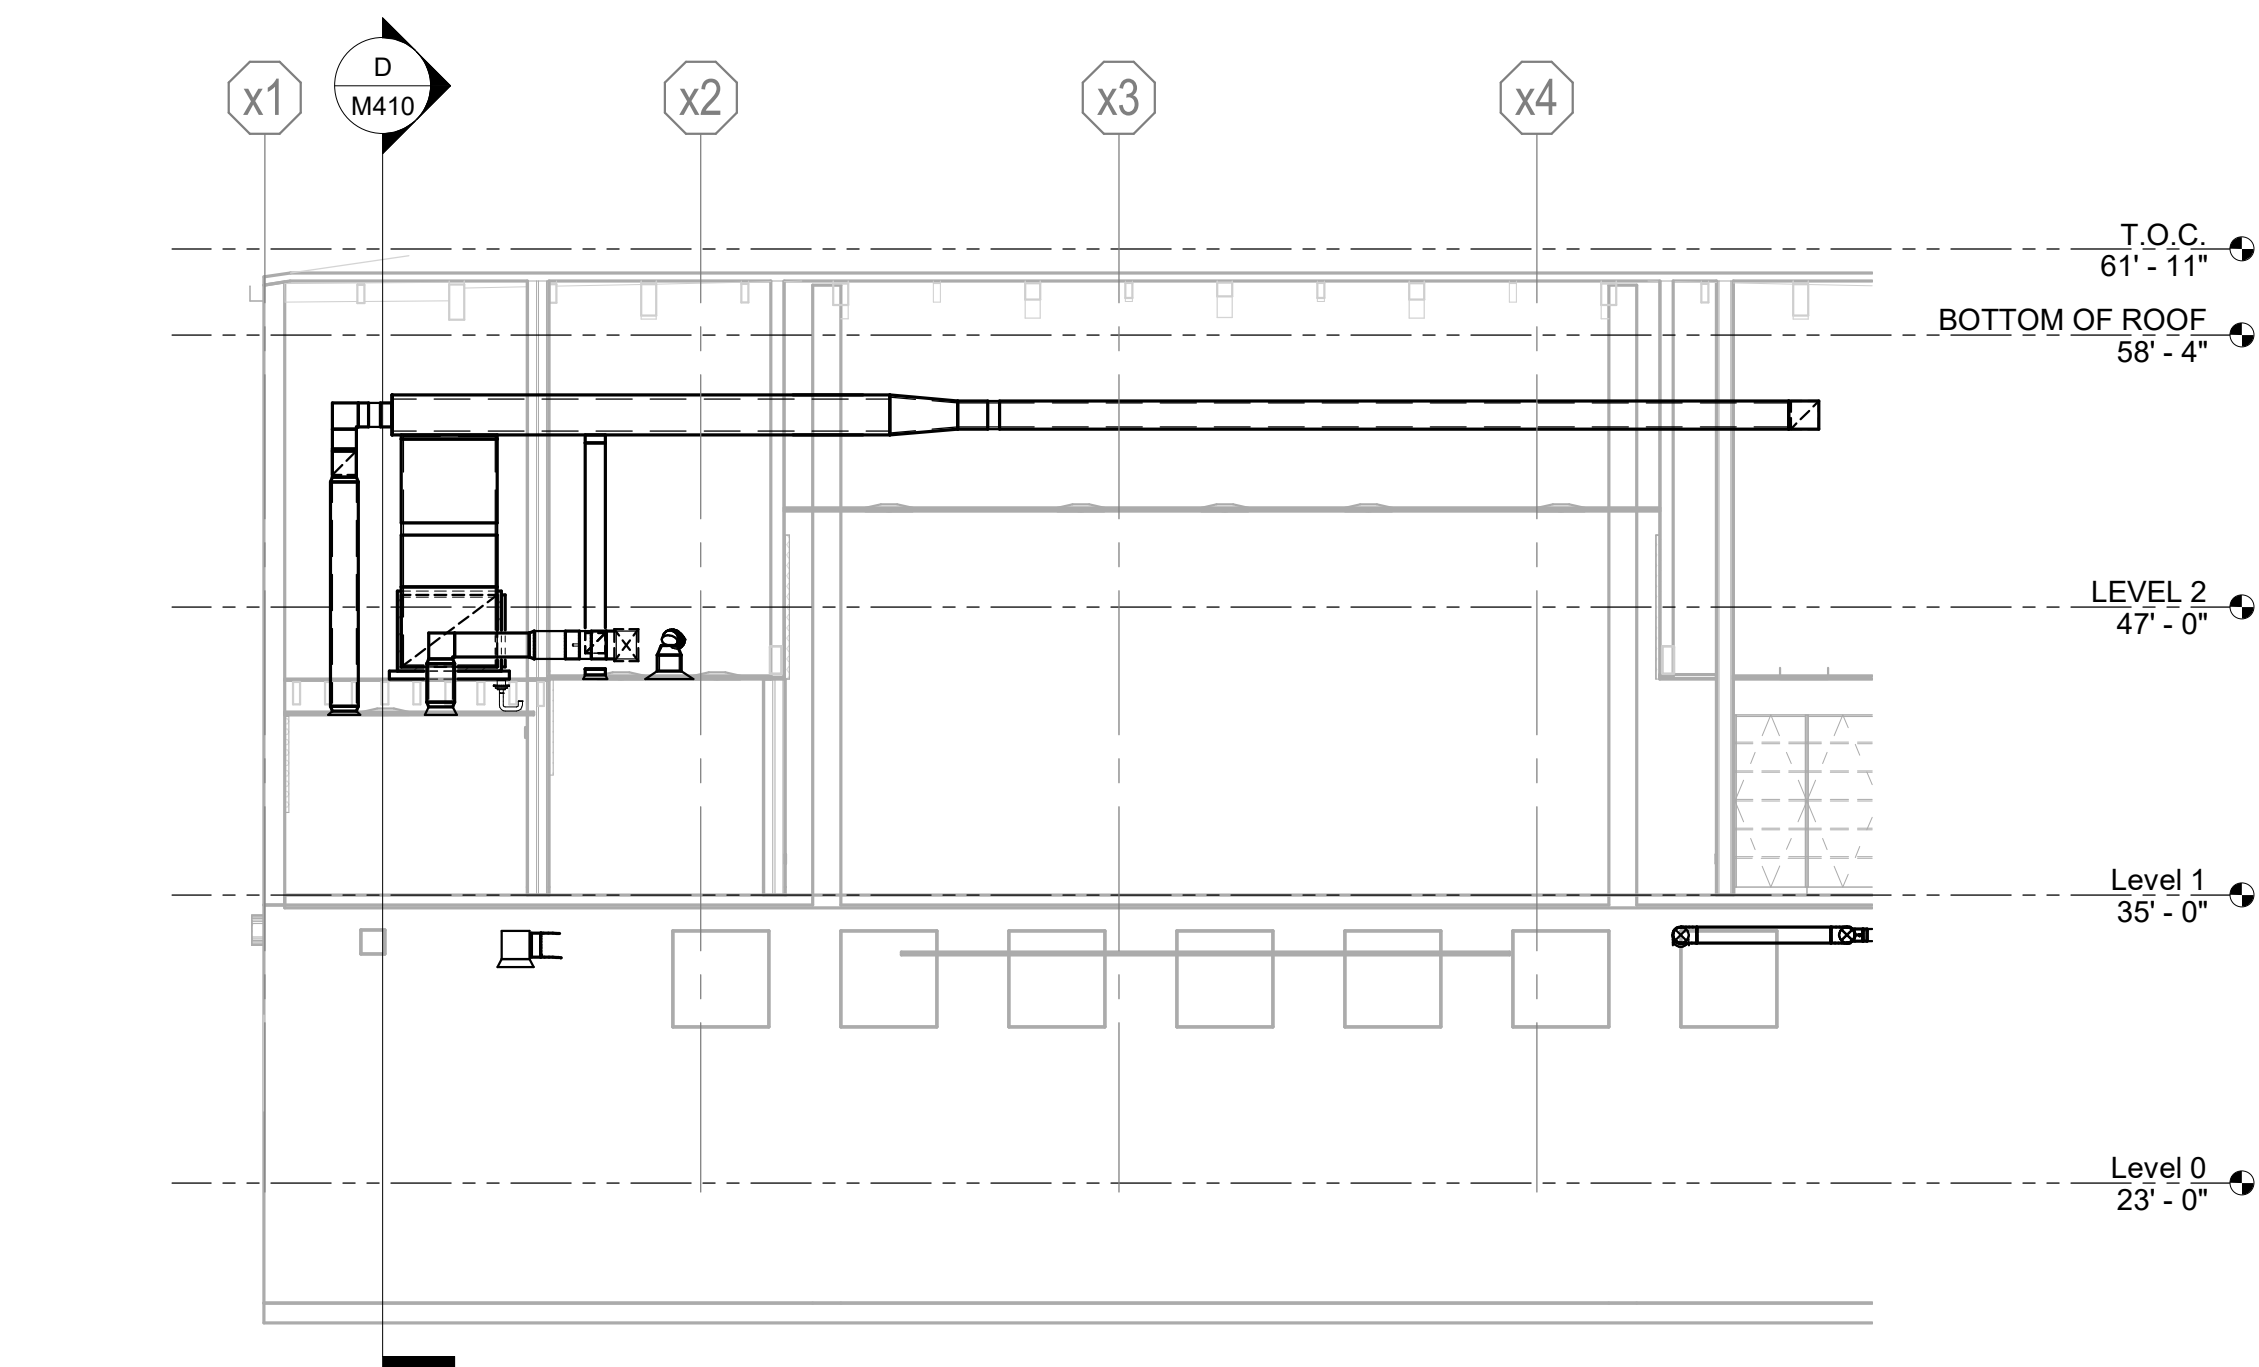 D
M410
x1
x2
x3
x4
T.O.C.
61' - 11"
BOTTOM OF ROOF
58' - 4"
LEVEL 2
47' - 0"
Level 1
35' - 0"
Level 0
23' - 0"